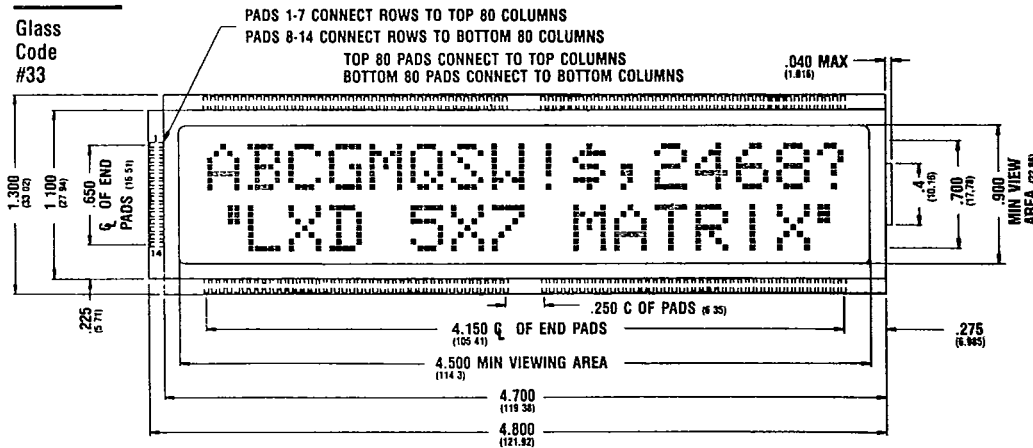 Glass
Code
#33
PADS 1-7 CONNECT ROWS TO TOP 80 COLUMNS
PADS 8-14 CONNECT ROWS TO BOTTOM 80 COLUMNS
TOP 80 PADS CONNECT TO TOP COLUMNS
BOTTOM 80 PADS CONNECT TO BOTTOM COLUMNS
.040 MAX
(1.016)
1.300
(33 02)
1.100
(27 94)
.650
℄ OF END
PADS (16 51)
1
14
ABCGMQSW!$,2468?
"LXD 5X7 MATRIX"
.4
(10.16)
.700
(17,78)
.900
MIN VIEW
AREA
.225
(5 71)
.250 C OF PADS (6 35)
4.150 ℄ OF END PADS
(105 41)
.275
(6.985)
4.500 MIN VIEWING AREA
(114 3)
4.700
(119 38)
4.800
(121.92)